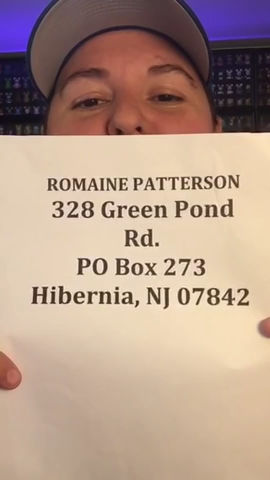 ROMAINE PATTERSON
328 Green Pond
Rd.
PO Box 273
Hibernia, NJ 07842